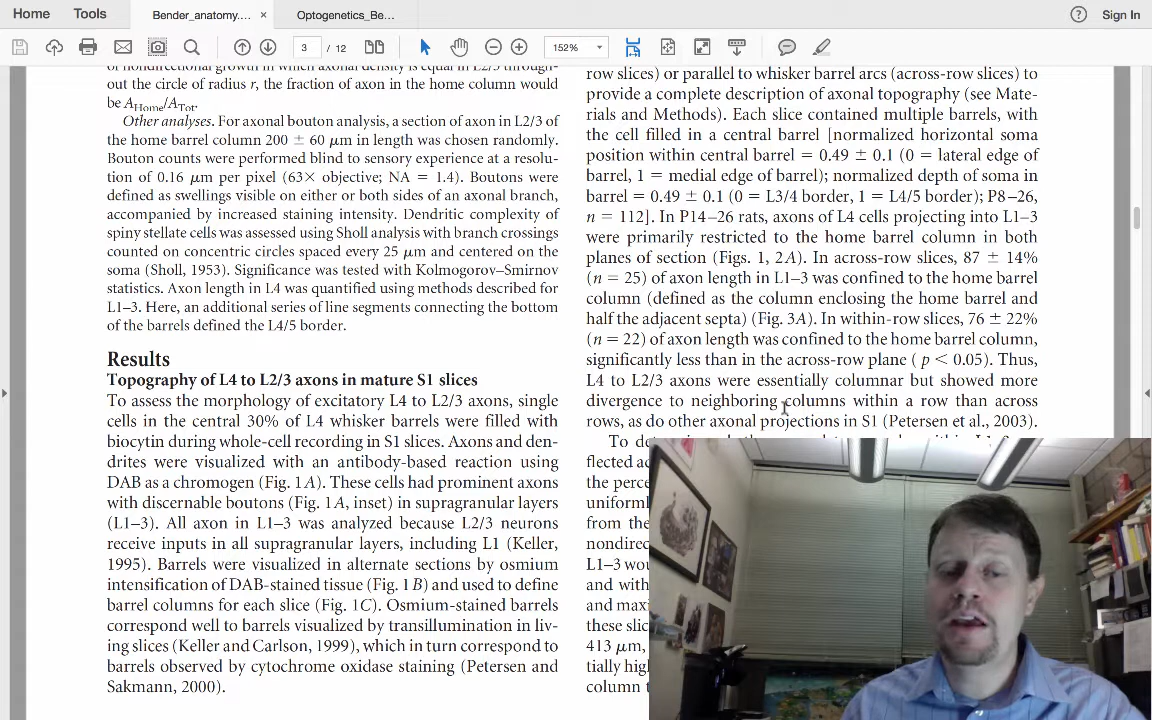 Home
Tools
Bender_anatomy.... ×
Optogenetics_Be...
Sign In
3 / 12
152%
of nondirectional growth in which axonal density is equal in L2/3 through-
out the circle of radius r, the fraction of axon in the home column would
be AHome/ATot.
Other analyses. For axonal bouton analysis, a section of axon in L2/3 of
the home barrel column 200 ± 60 μm in length was chosen randomly.
Bouton counts were performed blind to sensory experience at a resolu-
tion of 0.16 μm per pixel (63× objective; NA = 1.4). Boutons were
defined as swellings visible on either or both sides of an axonal branch,
accompanied by increased staining intensity. Dendritic complexity of
spiny stellate cells was assessed using Sholl analysis with branch crossings
counted on concentric circles spaced every 25 μm and centered on the
soma (Sholl, 1953). Significance was tested with Kolmogorov–Smirnov
statistics. Axon length in L4 was quantified using methods described for
L1–3. Here, an additional series of line segments connecting the bottom
of the barrels defined the L4/5 border.
Results
Topography of L4 to L2/3 axons in mature S1 slices
To assess the morphology of excitatory L4 to L2/3 axons, single
cells in the central 30% of L4 whisker barrels were filled with
biocytin during whole-cell recording in S1 slices. Axons and den-
drites were visualized with an antibody-based reaction using
DAB as a chromogen (Fig. 1A). These cells had prominent axons
with discernable boutons (Fig. 1A, inset) in supragranular layers
(L1–3). All axon in L1–3 was analyzed because L2/3 neurons
receive inputs in all supragranular layers, including L1 (Keller,
1995). Barrels were visualized in alternate sections by osmium
intensification of DAB-stained tissue (Fig. 1B) and used to define
barrel columns for each slice (Fig. 1C). Osmium-stained barrels
correspond well to barrels visualized by transillumination in liv-
ing slices (Keller and Carlson, 1999), which in turn correspond to
barrels observed by cytochrome oxidase staining (Petersen and
Sakmann, 2000).
row slices) or parallel to whisker barrel arcs (across-row slices) to
provide a complete description of axonal topography (see Mate-
rials and Methods). Each slice contained multiple barrels, with
the cell filled in a central barrel [normalized horizontal soma
position within central barrel = 0.49 ± 0.1 (0 = lateral edge of
barrel, 1 = medial edge of barrel); normalized depth of soma in
barrel = 0.49 ± 0.1 (0 = L3/4 border, 1 = L4/5 border); P8–26,
n = 112]. In P14–26 rats, axons of L4 cells projecting into L1–3
were primarily restricted to the home barrel column in both
planes of section (Figs. 1, 2A). In across-row slices, 87 ± 14%
(n = 25) of axon length in L1–3 was confined to the home barrel
column (defined as the column enclosing the home barrel and
half the adjacent septa) (Fig. 3A). In within-row slices, 76 ± 22%
(n = 22) of axon length was confined to the home barrel column,
significantly less than in the across-row plane (p < 0.05). Thus,
L4 to L2/3 axons were essentially columnar but showed more
divergence to neighboring columns within a row than across
rows, as do other axonal projections in S1 (Petersen et al., 2003).
To
flected
the perce
uniform
from the
nondirec
L1–3 wou
and with
and maxi
these slic
413 μm,
tially high
column t